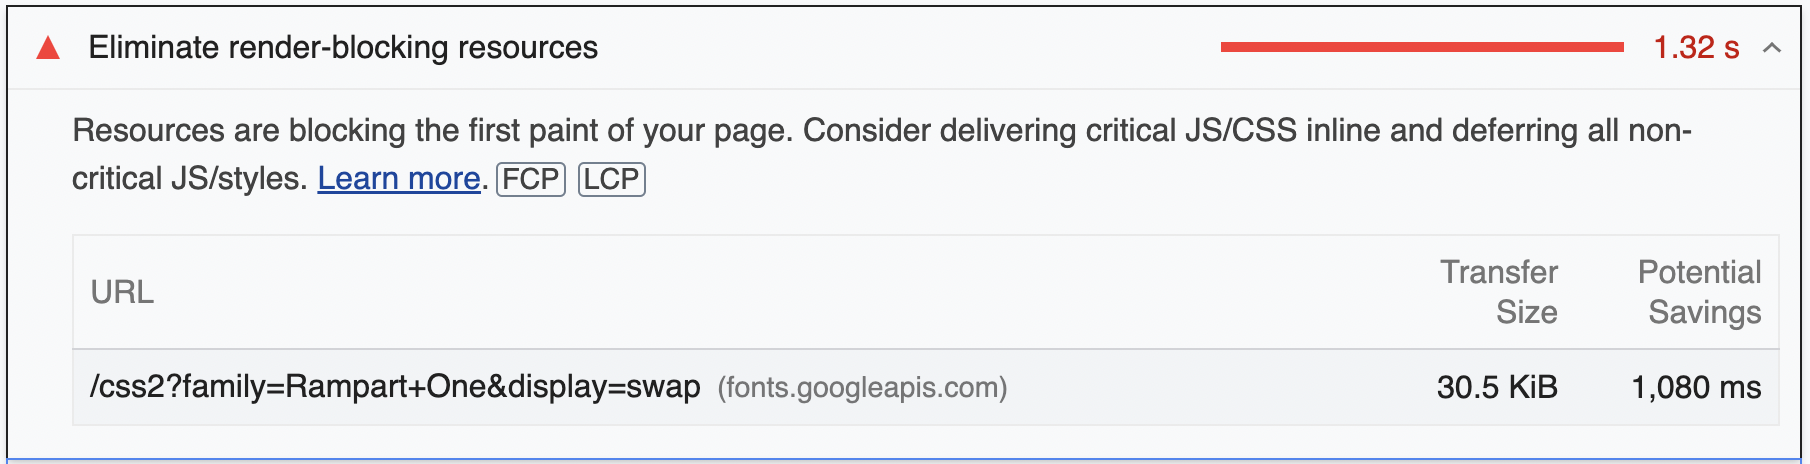 Eliminate render-blocking resources 1.32 s
Resources are blocking the first paint of your page. Consider delivering critical JS/CSS inline and deferring all non-
critical JS/styles. Learn more. FCP LCP
URL Transfer Size Potential Savings
/css2?family=Rampart+One&display=swap (fonts.googleapis.com) 30.5 KiB 1,080 ms